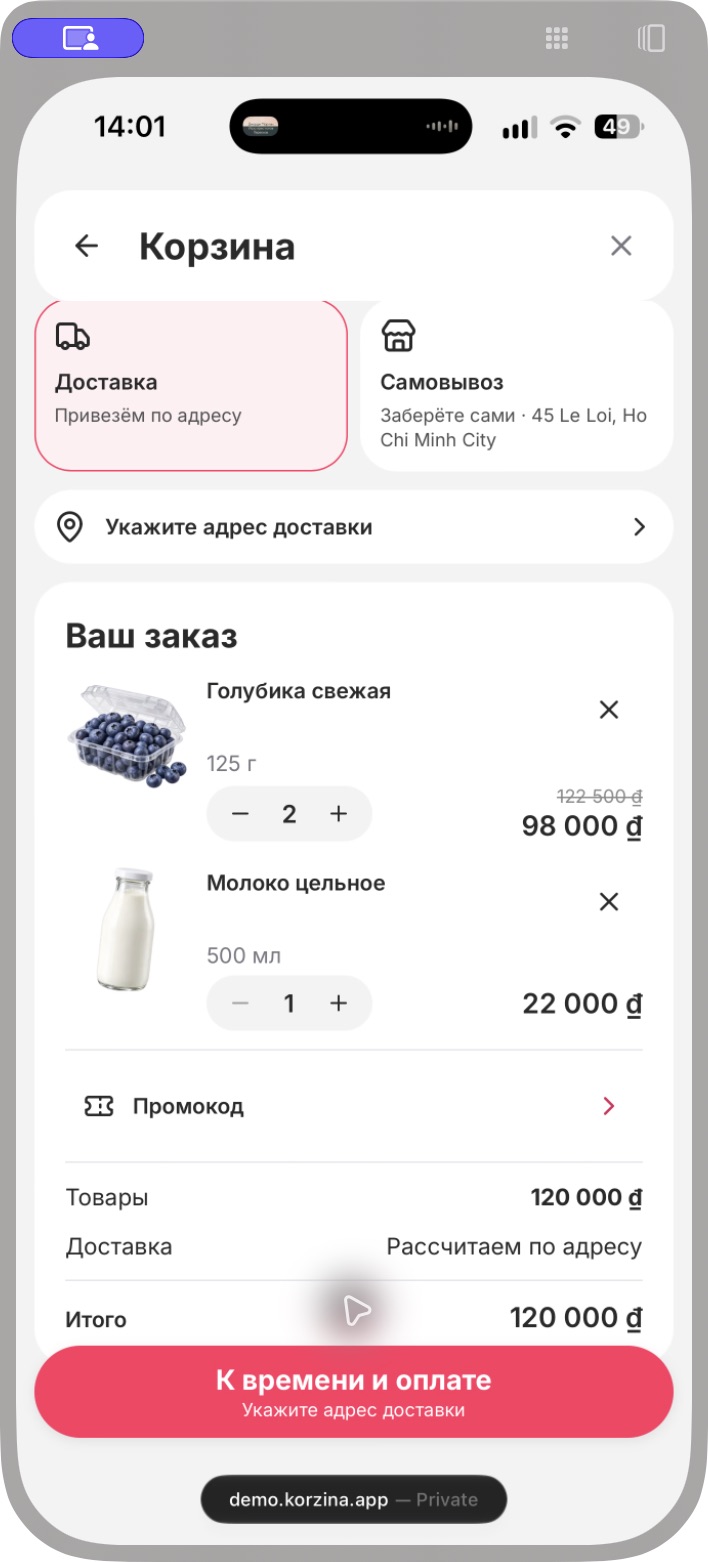 14:01
49
Корзина
Доставка
Привезём по адресу
Самовывоз
Заберёте сами · 45 Le Loi, Ho
Chi Minh City
Укажите адрес доставки
Ваш заказ
Голубика свежая
125 г
122 500 ₫
2
98 000 ₫
Молоко цельное
500 мл
1
22 000 ₫
Промокод
Товары
120 000 ₫
Доставка
Рассчитаем по адресу
Итого
120 000 ₫
К времени и оплате
Укажите адрес доставки
demo.korzina.app — Private